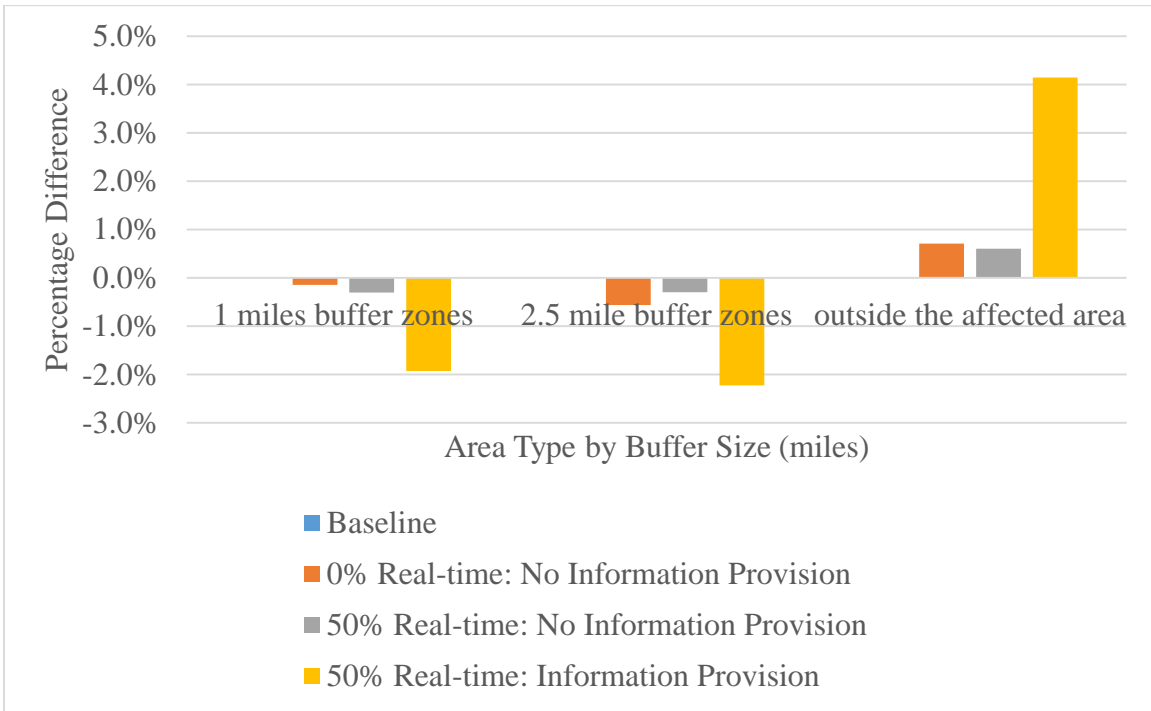 5.0%
4.0%
3.0%
2.0%
1.0%
0.0%
-1.0%
-2.0%
-3.0%
Percentage Difference
1 miles buffer zones
2.5 mile buffer zones
outside the affected area
Area Type by Buffer Size (miles)
Baseline
0% Real-time: No Information Provision
50% Real-time: No Information Provision
50% Real-time: Information Provision